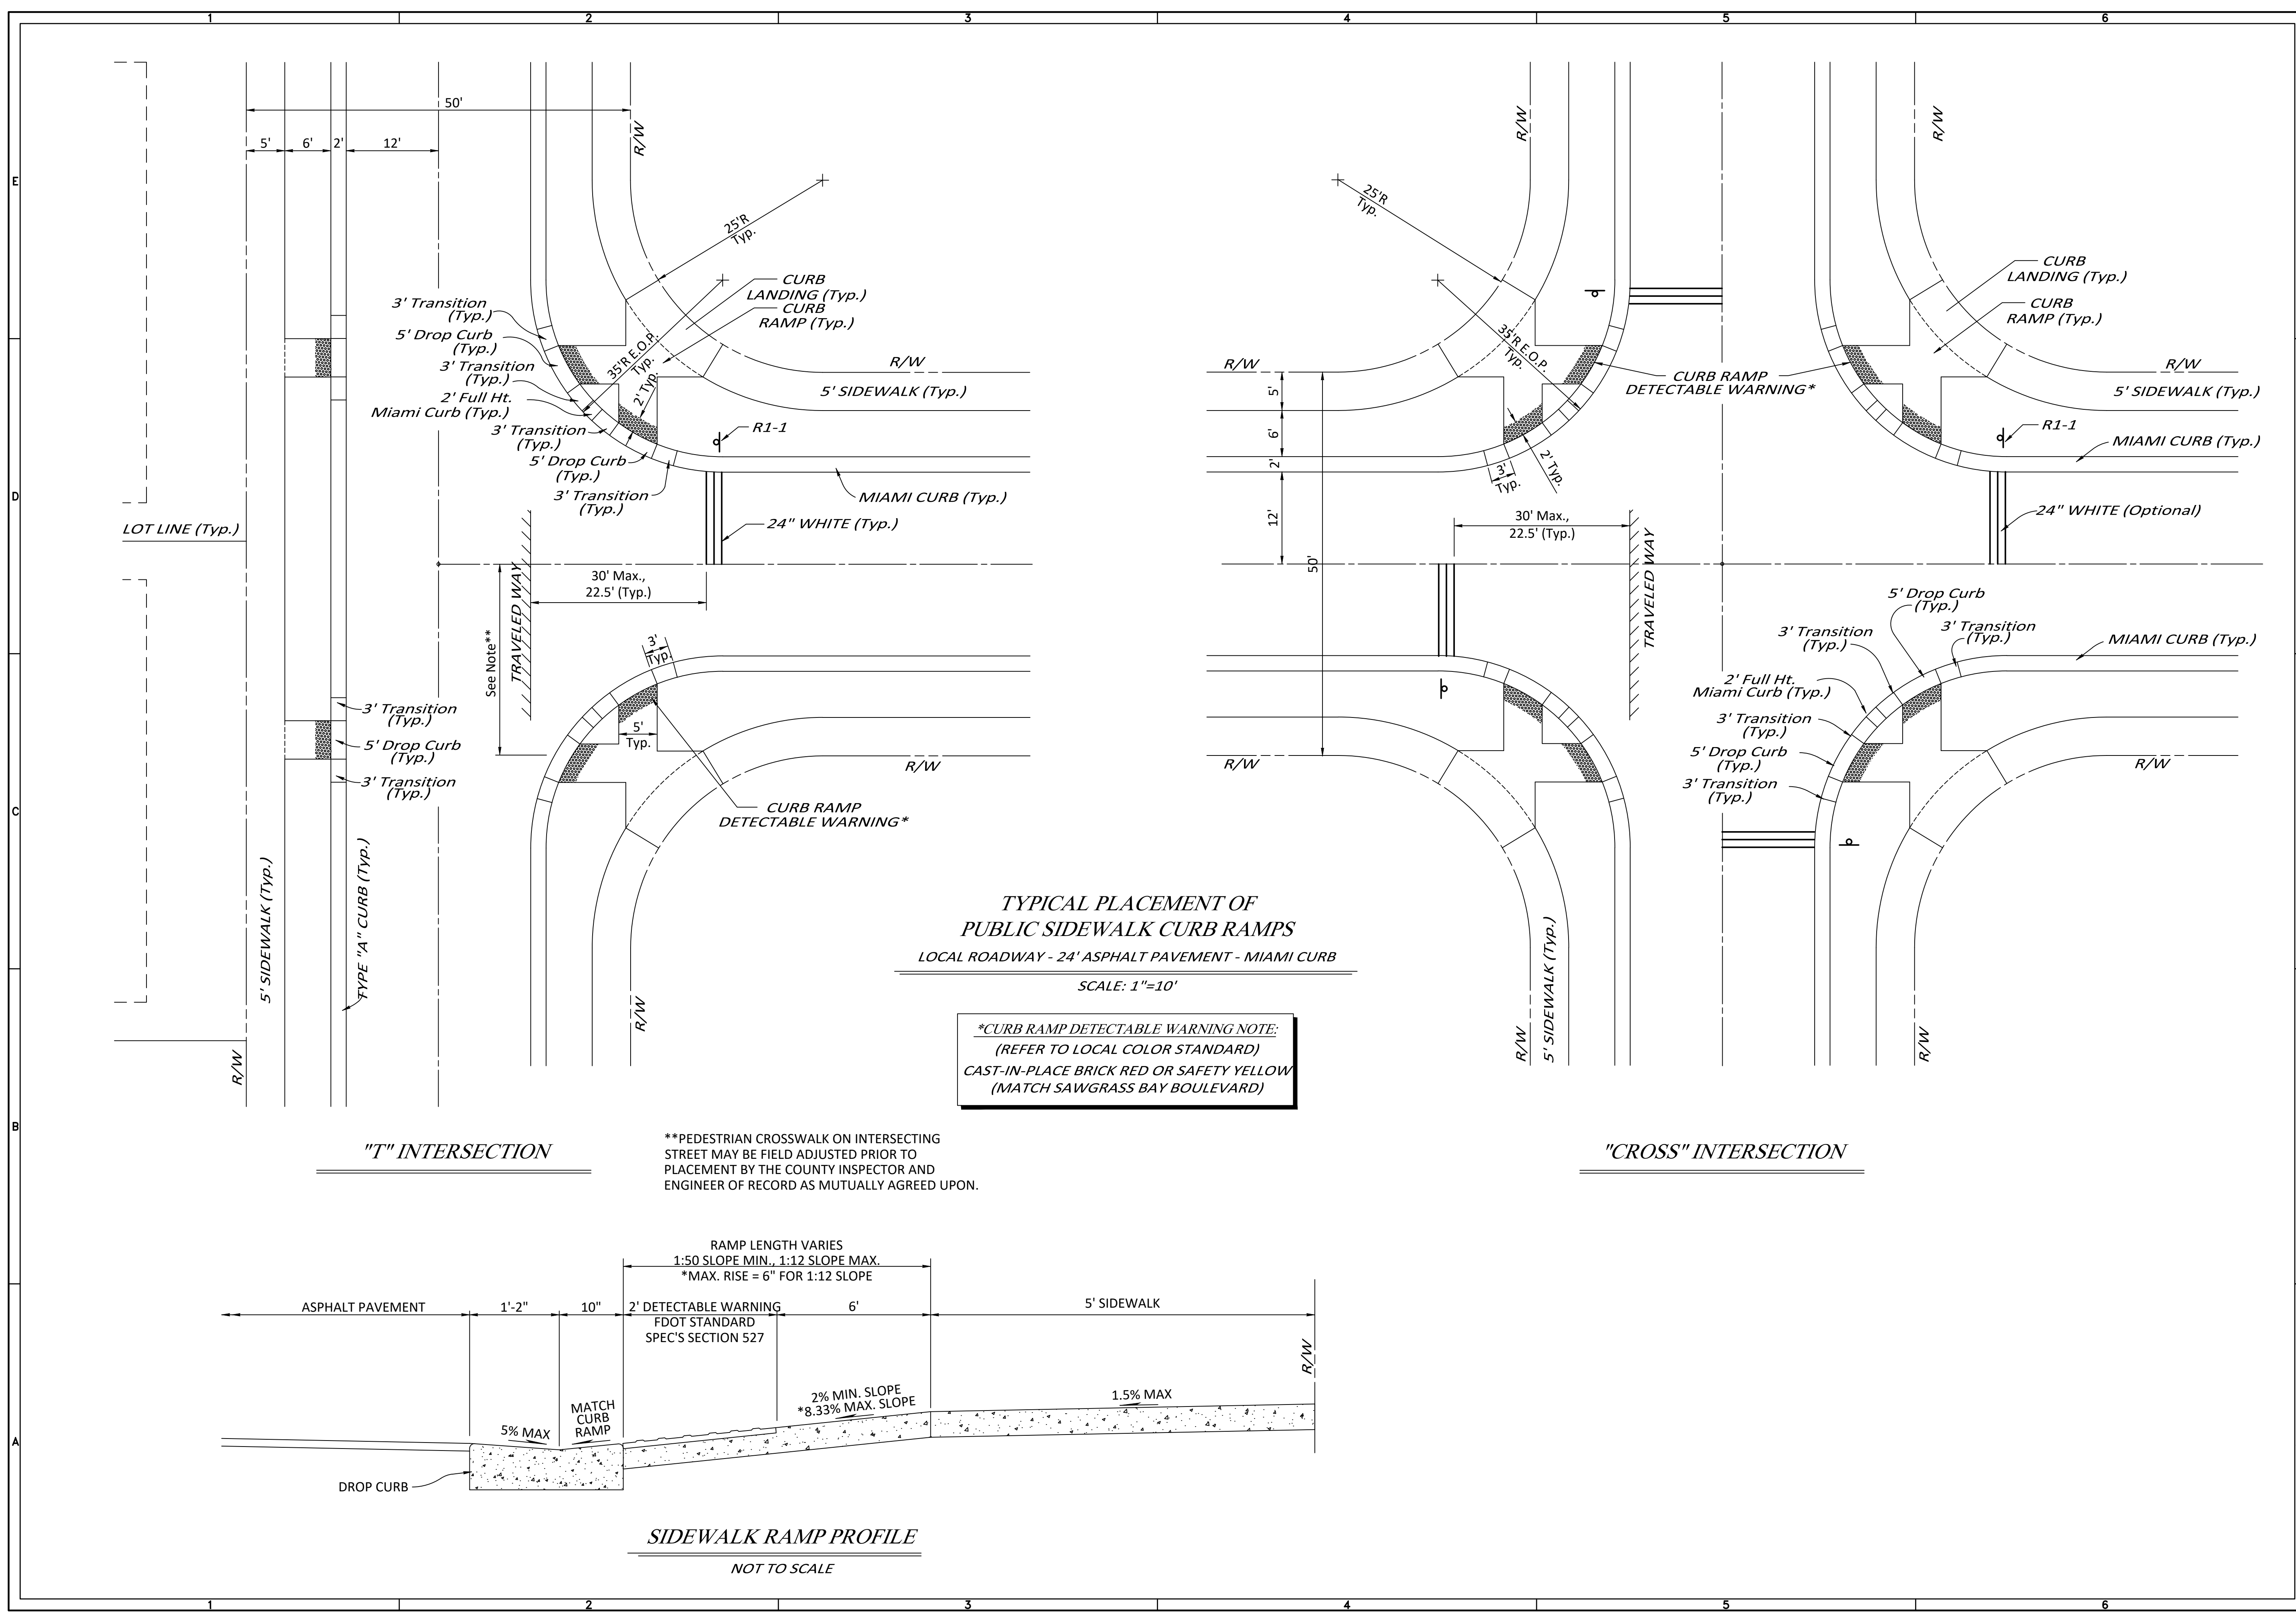 1 2 3 4 5 6
E
D
C
B
A
50'
5' 6' 2' 12'
R/W
25'R
Typ.
CURB
LANDING (Typ.)
CURB
RAMP (Typ.)
3' Transition
(Typ.)
5' Drop Curb
(Typ.)
3' Transition
(Typ.)
2' Full Ht.
Miami Curb (Typ.)
3' Transition
(Typ.)
5' Drop Curb
(Typ.)
3' Transition
(Typ.)
35'R E.O.P.
Typ.
2' Typ.
R/W
5' SIDEWALK (Typ.)
R1-1
MIAMI CURB (Typ.)
24" WHITE (Typ.)
LOT LINE (Typ.)
TRAVELED WAY
30' Max.,
22.5' (Typ.)
See Note**
3'
Typ.
5'
Typ.
R/W
3' Transition
(Typ.)
5' Drop Curb
(Typ.)
3' Transition
(Typ.)
CURB RAMP
DETECTABLE WARNING*
5' SIDEWALK (Typ.)
TYPE "A" CURB (Typ.)
R/W
R/W
"T" INTERSECTION
R/W
R/W
25'R
Typ.
35'R E.O.P.
Typ.
CURB
LANDING (Typ.)
CURB
RAMP (Typ.)
R/W
R/W
5' SIDEWALK (Typ.)
CURB RAMP
DETECTABLE WARNING*
R1-1
MIAMI CURB (Typ.)
5'
6'
2'
12'
50'
3'
Typ.
2' Typ.
30' Max.,
22.5' (Typ.)
TRAVELED WAY
24" WHITE (Optional)
5' Drop Curb
(Typ.)
3' Transition
(Typ.)
3' Transition
(Typ.)
MIAMI CURB (Typ.)
2' Full Ht.
Miami Curb (Typ.)
3' Transition
(Typ.)
5' Drop Curb
(Typ.)
3' Transition
(Typ.)
R/W
R/W
5' SIDEWALK (Typ.)
R/W
R/W
"CROSS" INTERSECTION
TYPICAL PLACEMENT OF
PUBLIC SIDEWALK CURB RAMPS
LOCAL ROADWAY - 24' ASPHALT PAVEMENT - MIAMI CURB
SCALE: 1"=10'
*CURB RAMP DETECTABLE WARNING NOTE:
(REFER TO LOCAL COLOR STANDARD)
CAST-IN-PLACE BRICK RED OR SAFETY YELLOW
(MATCH SAWGRASS BAY BOULEVARD)
**PEDESTRIAN CROSSWALK ON INTERSECTING
STREET MAY BE FIELD ADJUSTED PRIOR TO
PLACEMENT BY THE COUNTY INSPECTOR AND
ENGINEER OF RECORD AS MUTUALLY AGREED UPON.
RAMP LENGTH VARIES
1:50 SLOPE MIN., 1:12 SLOPE MAX.
*MAX. RISE = 6" FOR 1:12 SLOPE
ASPHALT PAVEMENT 1'-2" 10" 2' DETECTABLE WARNING 6' 5' SIDEWALK
FDOT STANDARD
SPEC'S SECTION 527
R/W
5% MAX
MATCH
CURB
RAMP
2% MIN. SLOPE
*8.33% MAX. SLOPE
1.5% MAX
DROP CURB
SIDEWALK RAMP PROFILE
NOT TO SCALE
1 2 3 4 5 6